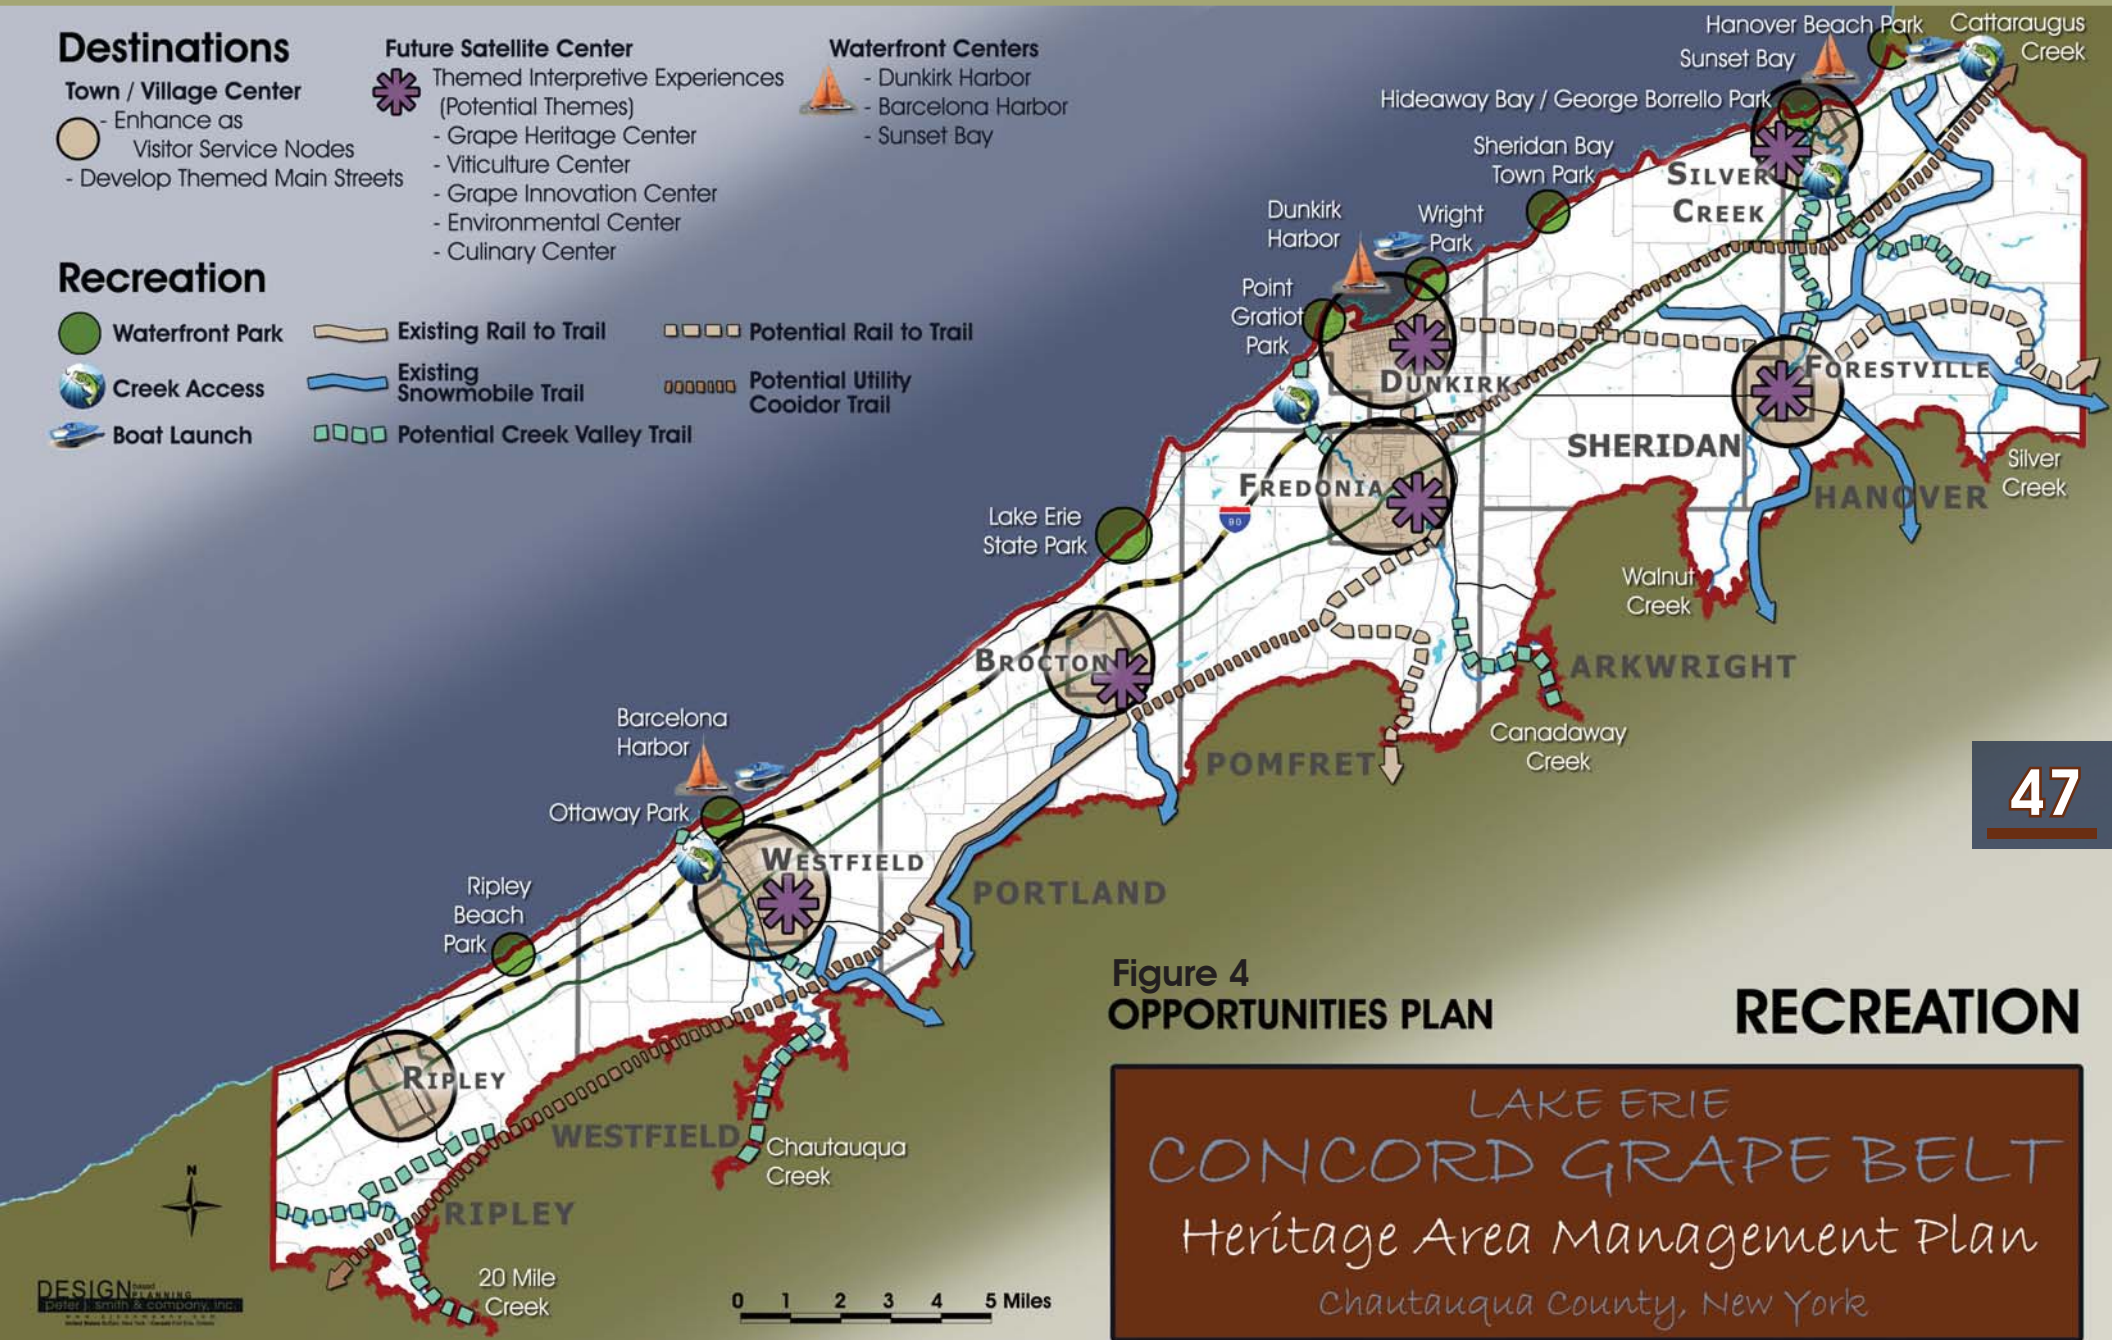 Destinations
Town / Village Center
- Enhance as
Visitor Service Nodes
- Develop Themed Main Streets
Future Satellite Center
Themed Interpretive Experiences
(Potential Themes)
- Grape Heritage Center
- Viticulture Center
- Grape Innovation Center
- Environmental Center
- Culinary Center
Waterfront Centers
- Dunkirk Harbor
- Barcelona Harbor
- Sunset Bay
Recreation
Waterfront Park
Creek Access
Boat Launch
Existing Rail to Trail
Existing
Snowmobile Trail
Potential Creek Valley Trail
Potential Rail to Trail
Potential Utility
Cooidor Trail
Hanover Beach Park
Cattaraugus
Creek
Sunset Bay
Hideaway Bay / George Borrello Park
Sheridan Bay
Town Park
SILVER
CREEK
Dunkirk
Harbor
Wright
Park
Point
Gratiot
Park
DUNKIRK
FORESTVILLE
SHERIDAN
FREDONIA
90
Silver
Creek
HANOVER
Lake Erie
State Park
Walnut
Creek
BROCTON
ARKWRIGHT
Canadaway
Creek
POMFRET
Barcelona
Harbor
Ottaway Park
WESTFIELD
PORTLAND
Ripley
Beach
Park
RIPLEY
WESTFIELD
Chautauqua
Creek
RIPLEY
20 Mile
Creek
N
47
Figure 4
OPPORTUNITIES PLAN
RECREATION
LAKE ERIE
CONCORD GRAPE BELT
Heritage Area Management Plan
Chautauqua County, New York
0 1 2 3 4 5 Miles
DESIGN based
PLANNING
peter j. smith & company, inc.